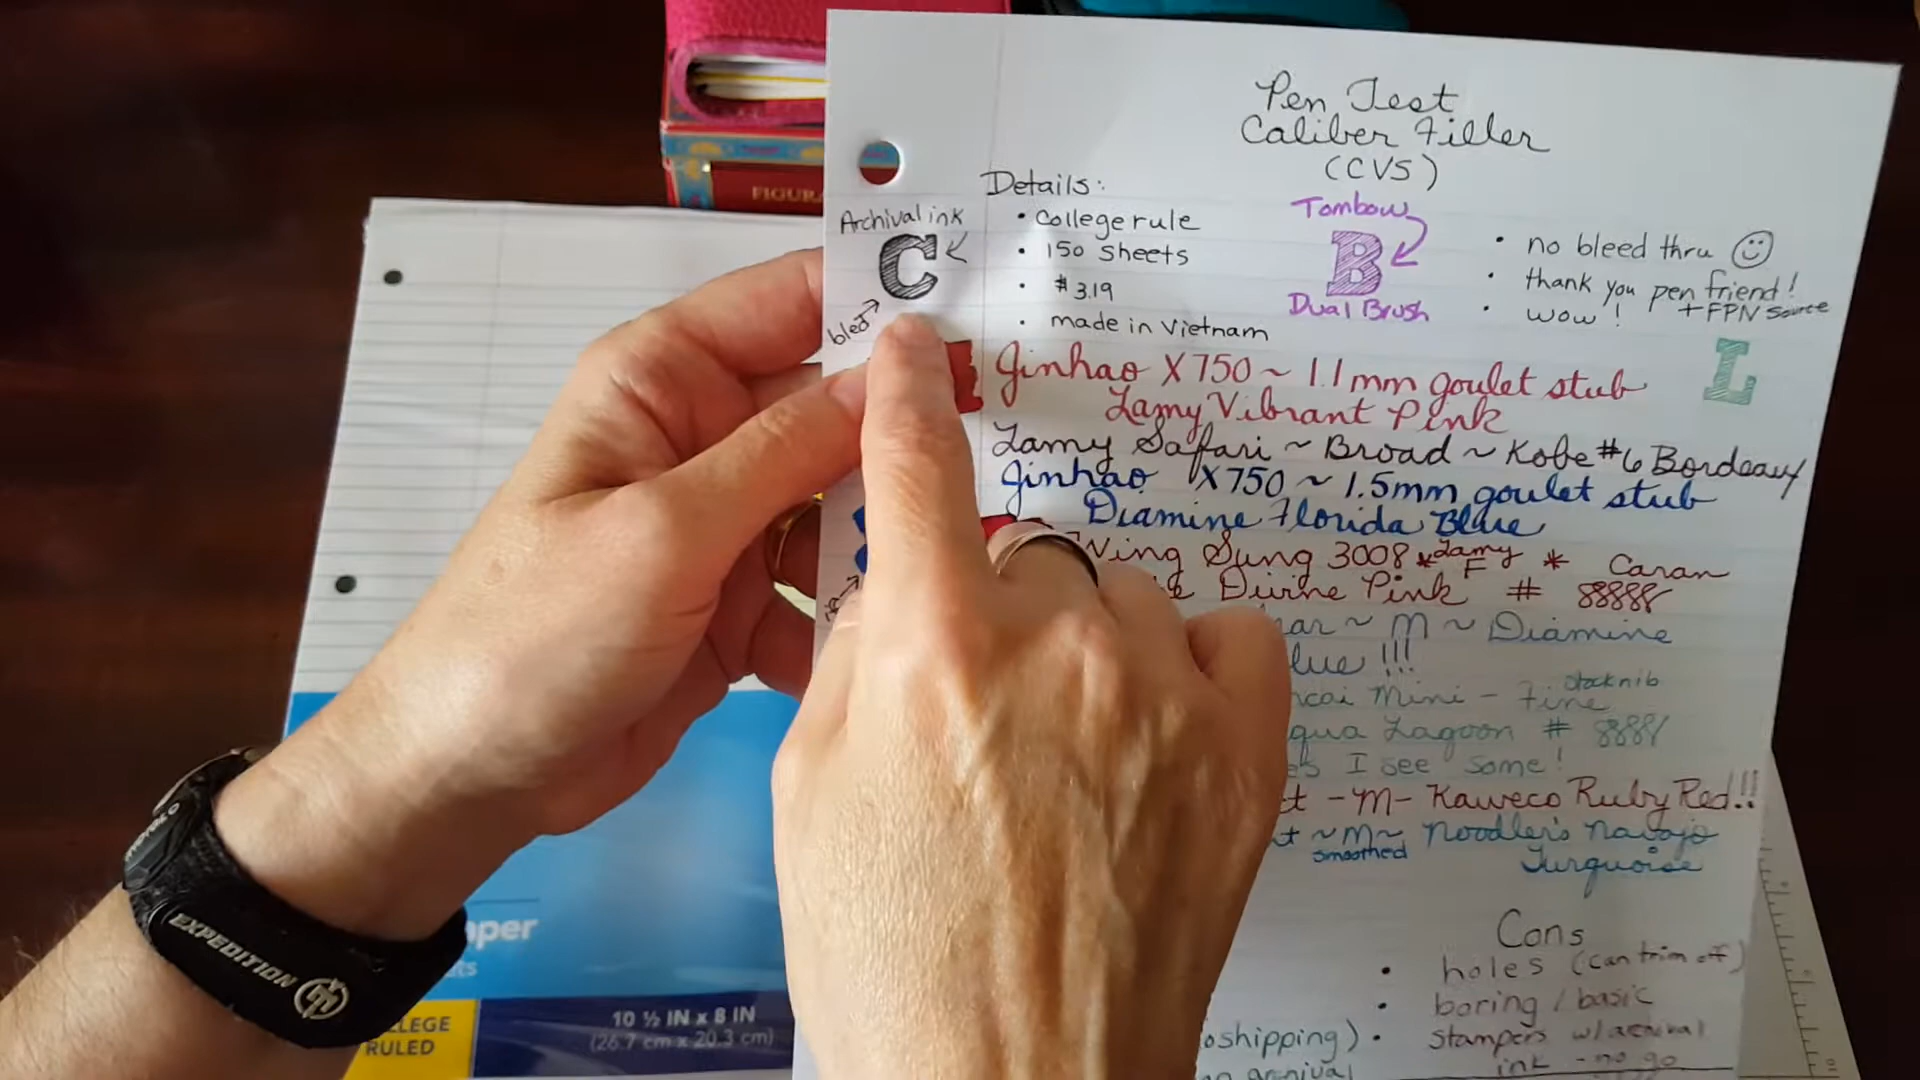 Pen Test
Caliber Filler
(CVS)
Details:
• College rule
• 150 sheets
• $3.19
• made in Vietnam
Archival ink
C
bled
Tombow
B
Dual Brush
• no bleed thru
• thank you pen friend!
+ FPN source
• wow!
L
Jinhao X750 ~ 1.1mm goulet stub
Lamy Vibrant Pink
Lamy Safari ~ Broad ~ Kobe #6 Bordeaux
Jinhao X750 ~ 1.5mm goulet stub
Diamine Florida Blue
Wing Sung 3008 * Lamy F * Caran
Divine Pink # 88888
~ M ~ Diamine
!!!
Mini - Fine
stock nib
Lagoon # 8888
I see some!
- M - Kaweco Ruby Red!!
~ M ~ Noodler's Navajo
smoothed
Turquoise
Cons
• holes (can trim off)
• boring / basic
• stampers w/ archival
ink - no go
shipping)
archival
FIGUR
EXPEDITION
LLEGE
RULED
10 ½ IN x 8 IN
(26.7 cm x 20.3 cm)